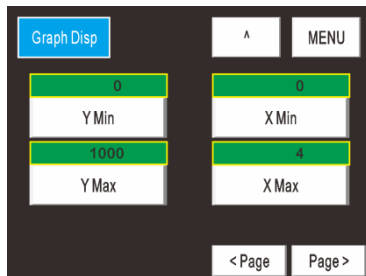 Graph Disp
^
MENU
0
0
Y Min
X Min
1000
4
Y Max
X Max
< Page
Page >